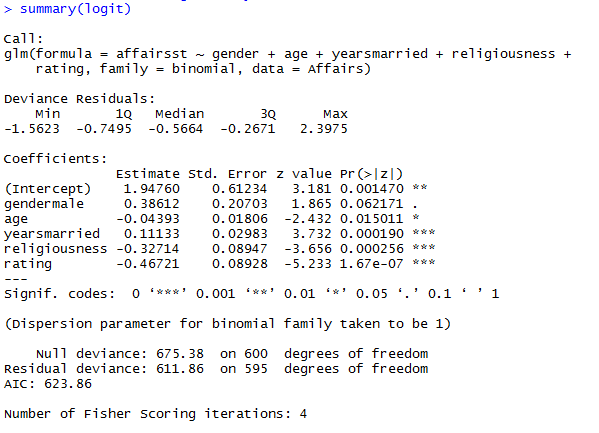 > summary(logit)
Call:
glm(formula = affairsst ~ gender + age + yearsmarried + religiousness +
    rating, family = binomial, data = Affairs)
Deviance Residuals:
    Min       1Q   Median       3Q      Max
-1.5623  -0.7495  -0.5664  -0.2671   2.3975
Coefficients:
              Estimate Std. Error z value Pr(>|z|)
(Intercept)    1.94760    0.61234   3.181 0.001470 **
gendermale     0.38612    0.20703   1.865 0.062171 .
age           -0.04393    0.01806  -2.432 0.015011 *
yearsmarried   0.11133    0.02983   3.732 0.000190 ***
religiousness -0.32714    0.08947  -3.656 0.000256 ***
rating        -0.46721    0.08928  -5.233 1.67e-07 ***
---
Signif. codes:  0 ‘***’ 0.001 ‘**’ 0.01 ‘*’ 0.05 ‘.’ 0.1 ‘ ’ 1
(Dispersion parameter for binomial family taken to be 1)
    Null deviance: 675.38  on 600  degrees of freedom
Residual deviance: 611.86  on 595  degrees of freedom
AIC: 623.86
Number of Fisher Scoring iterations: 4